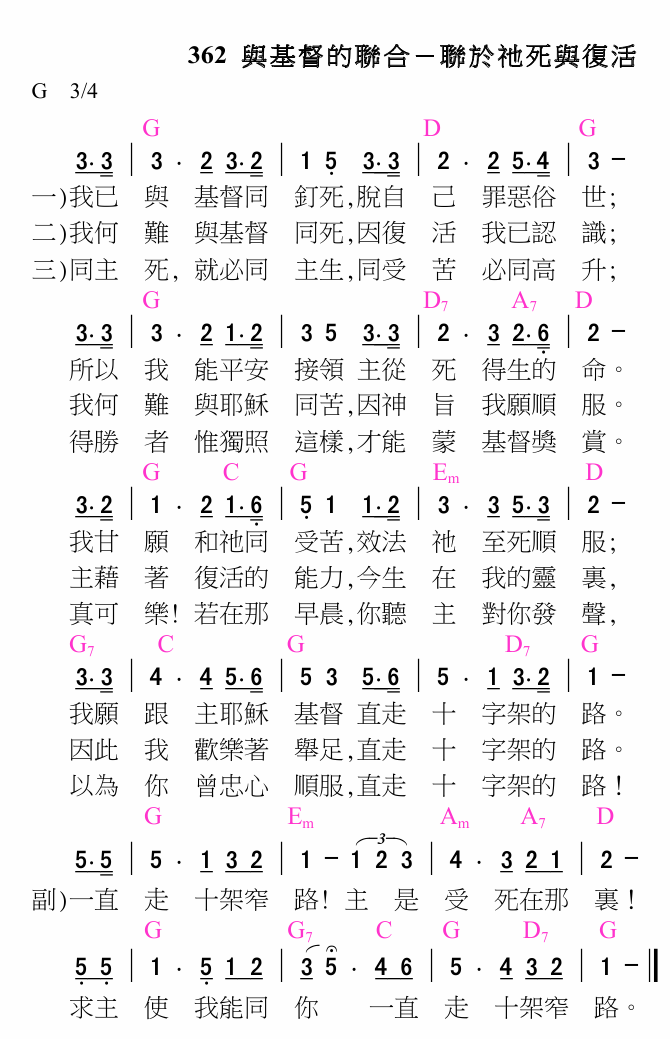 362 與基督的聯合－聯於祂死與復活
G 3/4
G D G
3· 3 | 3 · 2 3· 2 | 1 5 3· 3 | 2 · 2 5· 4 | 3 –
一)我已 與 基督同 釘死,脫自 己 罪惡俗 世;
二)我何 難 與基督 同死,因復 活 我已認 識;
三)同主 死, 就必同 主生,同受 苦 必同高 升;
G D7 A7 D
3· 3 | 3 · 2 1· 2 | 3 5 3· 3 | 2 · 3 2· 6 | 2 –
所以 我 能平安 接領 主從 死 得生的 命。
我何 難 與耶穌 同苦,因神 旨 我願順 服。
得勝 者 惟獨照 這樣,才能 蒙 基督獎 賞。
G C G Em D
3· 2 | 1 · 2 1· 6 | 5 1 1· 2 | 3 · 3 5· 3 | 2 –
我甘 願 和祂同 受苦,效法 祂 至死順 服;
主藉 著 復活的 能力,今生 在 我的靈 裏,
真可 樂! 若在那 早晨,你聽 主 對你發 聲,
G7 C G D7 G
3· 3 | 4 · 4 5· 6 | 5 3 5· 6 | 5 · 1 3· 2 | 1 –
我願 跟 主耶穌 基督 直走 十 字架的 路。
因此 我 歡樂著 舉足,直走 十 字架的 路。
以為 你 曾忠心 順服,直走 十 字架的 路!
G Em Am A7 D
3
5· 5 | 5 · 1 3 2 | 1 – 1 2 3 | 4 · 3 2 1 | 2 –
副)一直 走 十架窄 路! 主 是 受 死在那 裏!
G G7 C G D7 G
5 5 | 1 · 5 1 2 | 3 5 · 4 6 | 5 · 4 3 2 | 1 – ‖
求主 使 我能同 你 一直 走 十架窄 路。